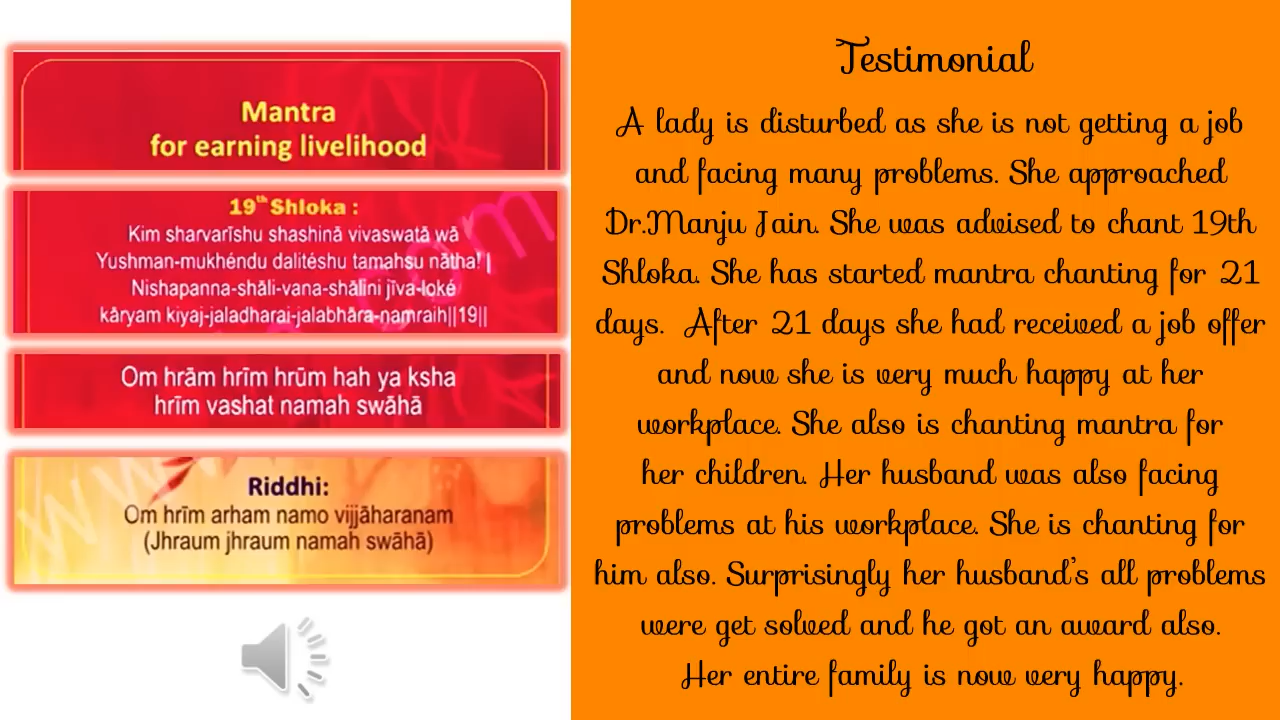 Mantra
for earning livelihood
19th Shloka :
Kim sharvarīshu shashinā vivaswatā wā
Yushman-mukhéndu dalitéshu tamahsu nātha! |
Nishapanna-shāli-vana-shālini jīva-loké
kāryam kiyaj-jaladharai-jalabhāra-namraih||19||
Om hrām hrīm hrūm hah ya ksha
hrīm vashat namah swāhā
Riddhi:
Om hrīm arham namo vijjāharanam
(Jhraum jhraum namah swāhā)
Testimonial
A lady is disturbed as she is not getting a job
and facing many problems. She approached
Dr.Manju Jain. She was advised to chant 19th
Shloka. She has started mantra chanting for 21
days. After 21 days she had received a job offer
and now she is very much happy at her
workplace. She also is chanting mantra for
her children. Her husband was also facing
problems at his workplace. She is chanting for
him also. Surprisingly her husband's all problems
were get solved and he got an award also.
Her entire family is now very happy.